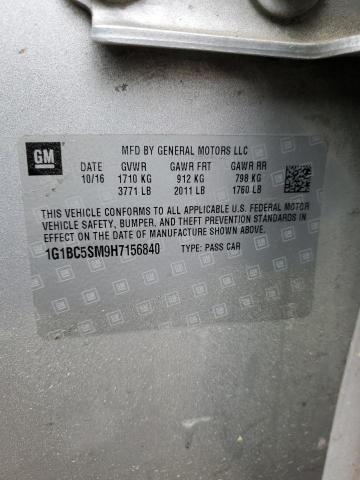 GM
MFD BY GENERAL MOTORS LLC
DATE GVWR GAWR FRT GAWR RR
10/16 1710 KG 912 KG 798 KG
3771 LB 2011 LB 1760 LB
THIS VEHICLE CONFORMS TO ALL APPLICABLE U.S. FEDERAL MOTOR
VEHICLE SAFETY, BUMPER, AND THEFT PREVENTION STANDARDS IN
EFFECT ON THE DATE OF MANUFACTURE SHOWN ABOVE.
1G1BC5SM9H7156840 TYPE: PASS CAR